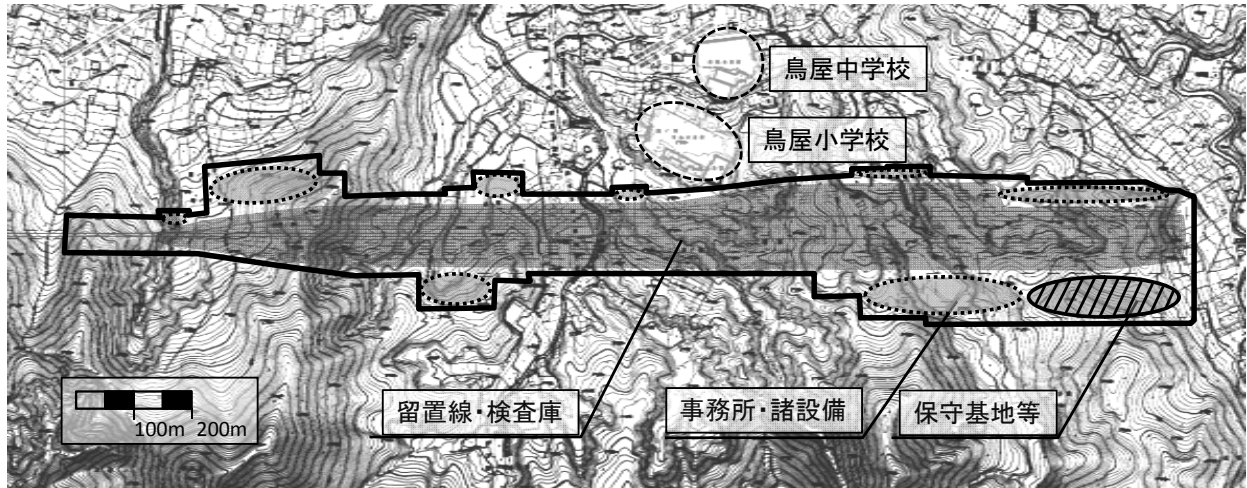 鳥屋中学校
鳥屋小学校
留置線・検査庫
事務所・諸設備
保守基地等
100m 200m